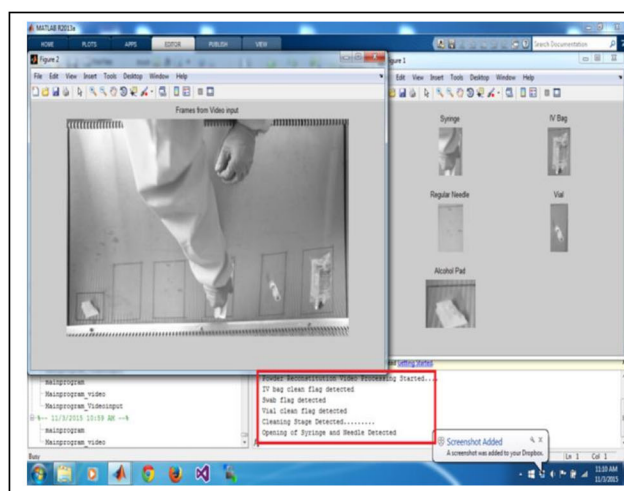 MATLAB R2013a
HOME PLOTS APPS EDITOR PUBLISH VIEW
Search Documentation
Figure 2
File Edit View Insert Tools Desktop Window Help
Frames from Video input
Figure 1
Edit View Insert Tools Desktop Window Help
Syringe
IV Bag
Regular Needle
Vial
Alcohol Pad
Getting Started
Mainprogram
Mainprogram_video
Mainprogram_Videoinput
%-- 11/3/2015 10:58 AM --%
mainprogram
mainprogram_video
Powder Reconstitution Video Processing Started....
IV bag clean flag detected
Swab flag detected
Vial clean flag detected
Cleaning Stage Detected.........
Opening of Syringe and Needle Detected
Screenshot Added
A screenshot was added to your Dropbox.
Busy
Ln 1 Col 1
11:10 AM
11/3/2015